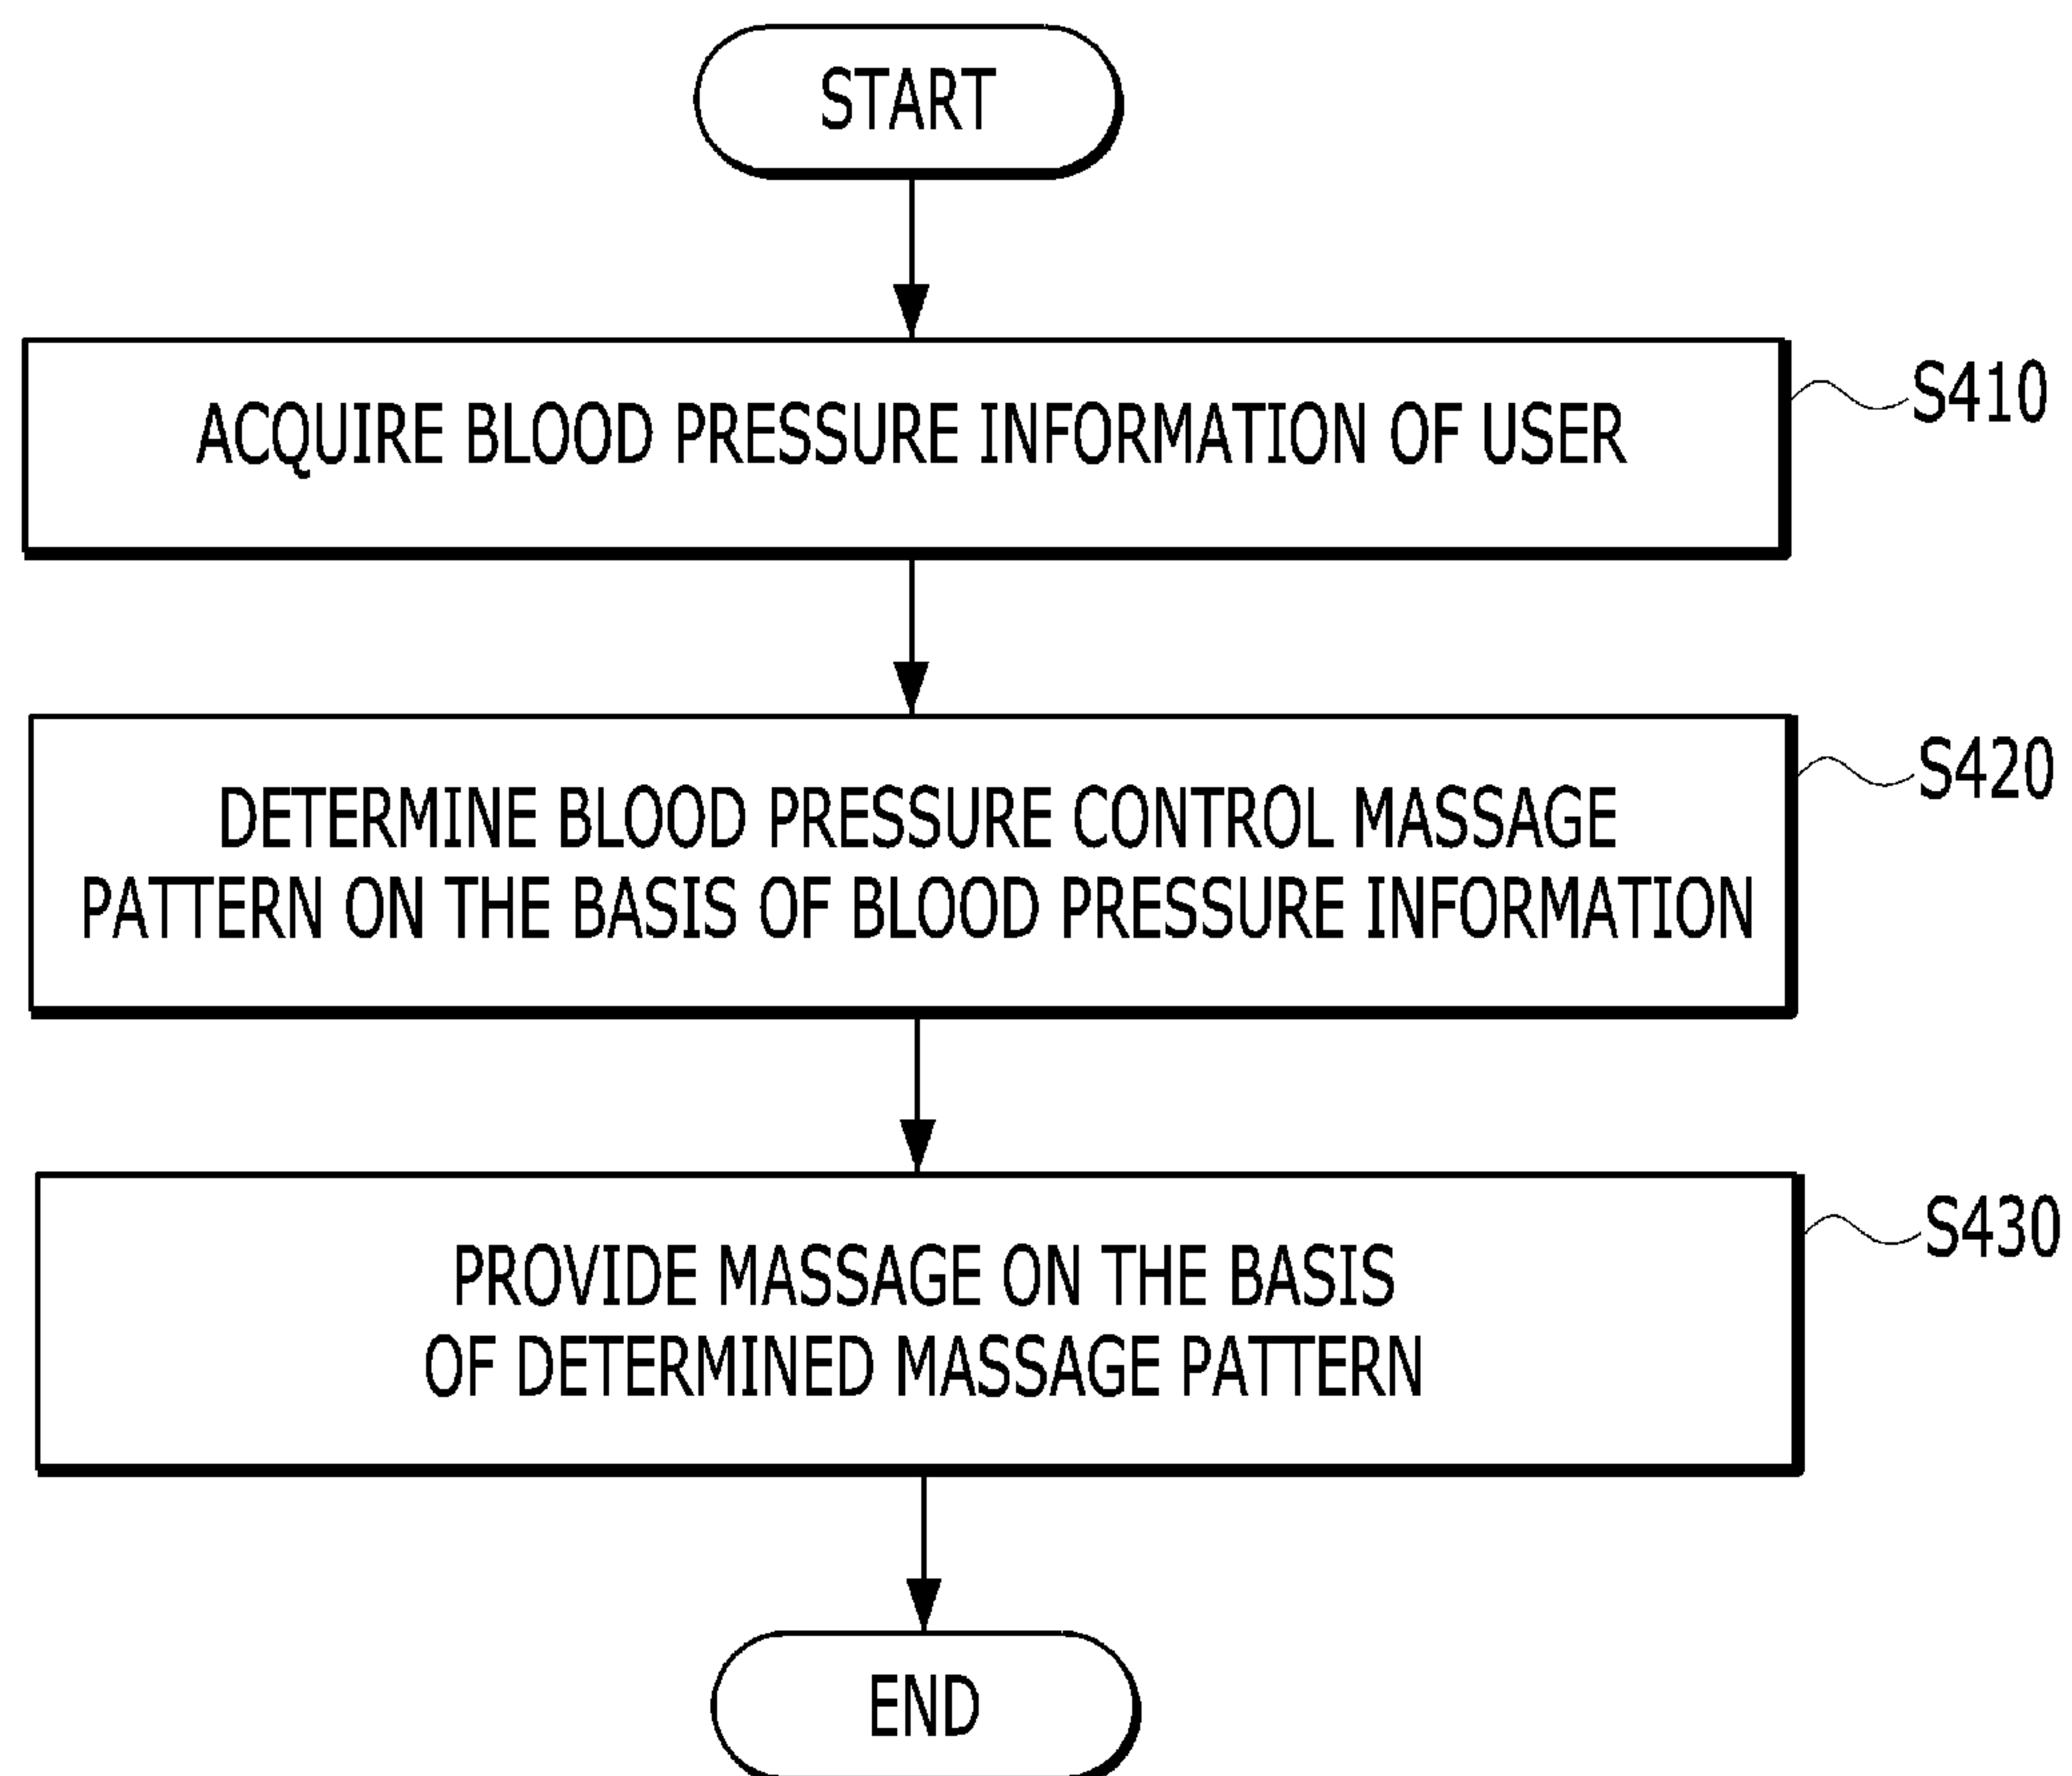 START
ACQUIRE BLOOD PRESSURE INFORMATION OF USER
S410
DETERMINE BLOOD PRESSURE CONTROL MASSAGE
PATTERN ON THE BASIS OF BLOOD PRESSURE INFORMATION
S420
PROVIDE MASSAGE ON THE BASIS
OF DETERMINED MASSAGE PATTERN
S430
END